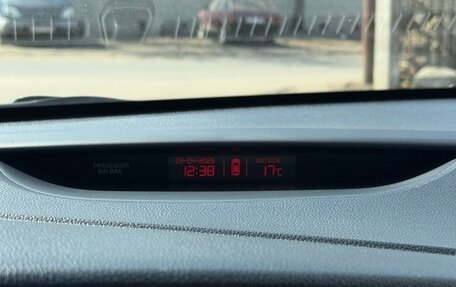 PASSENGER
AIR BAG
03-04-2026
12:38
OUTSIDE
17°C